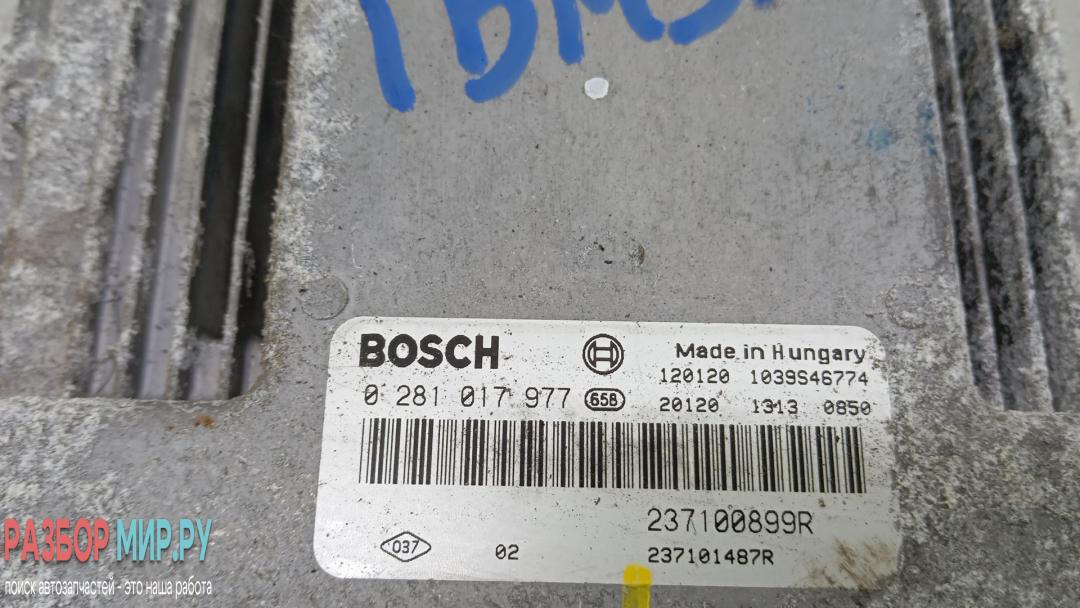 BOSCH
Made in Hungary
120120 1039S46774
0 281 017 977 658
20120 1313 0850
237100899R
037 02 237101487R
РАЗБОР МИР.РУ
поиск автозапчастей - это наша работа